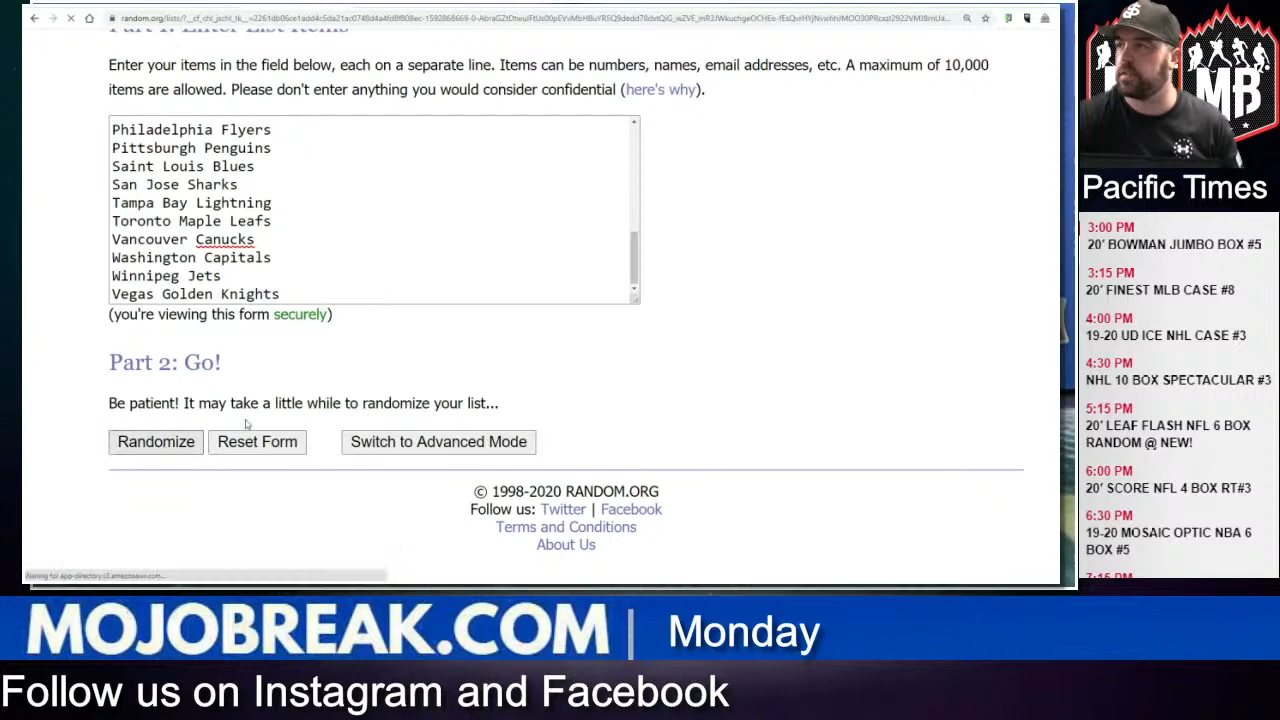 Part 1: Enter List Items
Enter your items in the field below, each on a separate line. Items can be numbers, names, email addresses, etc. A maximum of 10,000
items are allowed. Please don't enter anything you would consider confidential (here's why).
Philadelphia Flyers
Pittsburgh Penguins
Saint Louis Blues
San Jose Sharks
Tampa Bay Lightning
Toronto Maple Leafs
Vancouver Canucks
Washington Capitals
Winnipeg Jets
Vegas Golden Knights
(you're viewing this form securely)
Part 2: Go!
Be patient! It may take a little while to randomize your list...
Randomize
Reset Form
Switch to Advanced Mode
© 1998-2020 RANDOM.ORG
Follow us: Twitter | Facebook
Terms and Conditions
About Us
MB
Pacific Times
3:00 PM
20' BOWMAN JUMBO BOX #5
3:15 PM
20' FINEST MLB CASE #8
4:00 PM
19-20 UD ICE NHL CASE #3
4:30 PM
NHL 10 BOX SPECTACULAR #3
5:15 PM
20' LEAF FLASH NFL 6 BOX
RANDOM @ NEW!
6:00 PM
20' SCORE NFL 4 BOX RT#3
6:30 PM
19-20 MOSAIC OPTIC NBA 6
BOX #5
7:15 PM
MOJOBREAK.COM | Monday
Follow us on Instagram and Facebook